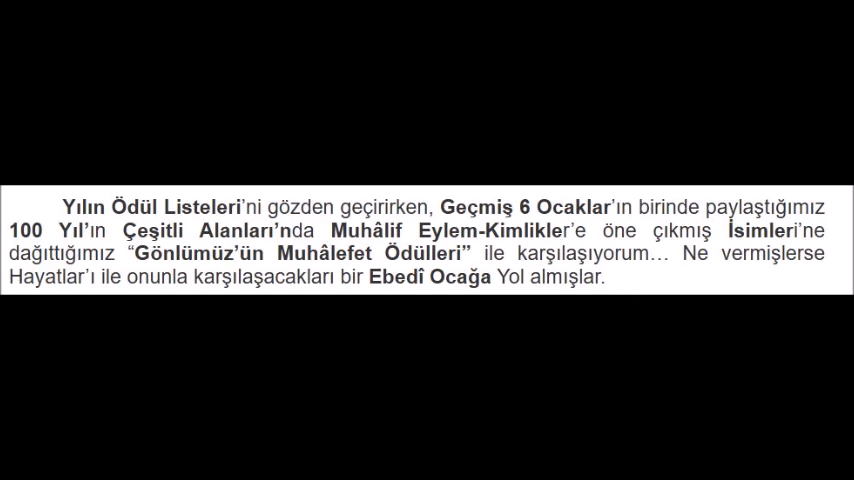 Yılın Ödül Listeleri’ni gözden geçirirken, Geçmiş 6 Ocaklar’ın birinde paylaştığımız
100 Yıl’ın Çeşitli Alanları’nda Muhâlif Eylem-Kimlikler’e öne çıkmış İsimleri’ne
dağıttığımız “Gönlümüz’ün Muhâlefet Ödülleri” ile karşılaşıyorum… Ne vermişlerse
Hayatlar’ı ile onunla karşılaşacakları bir Ebedî Ocağa Yol almışlar.